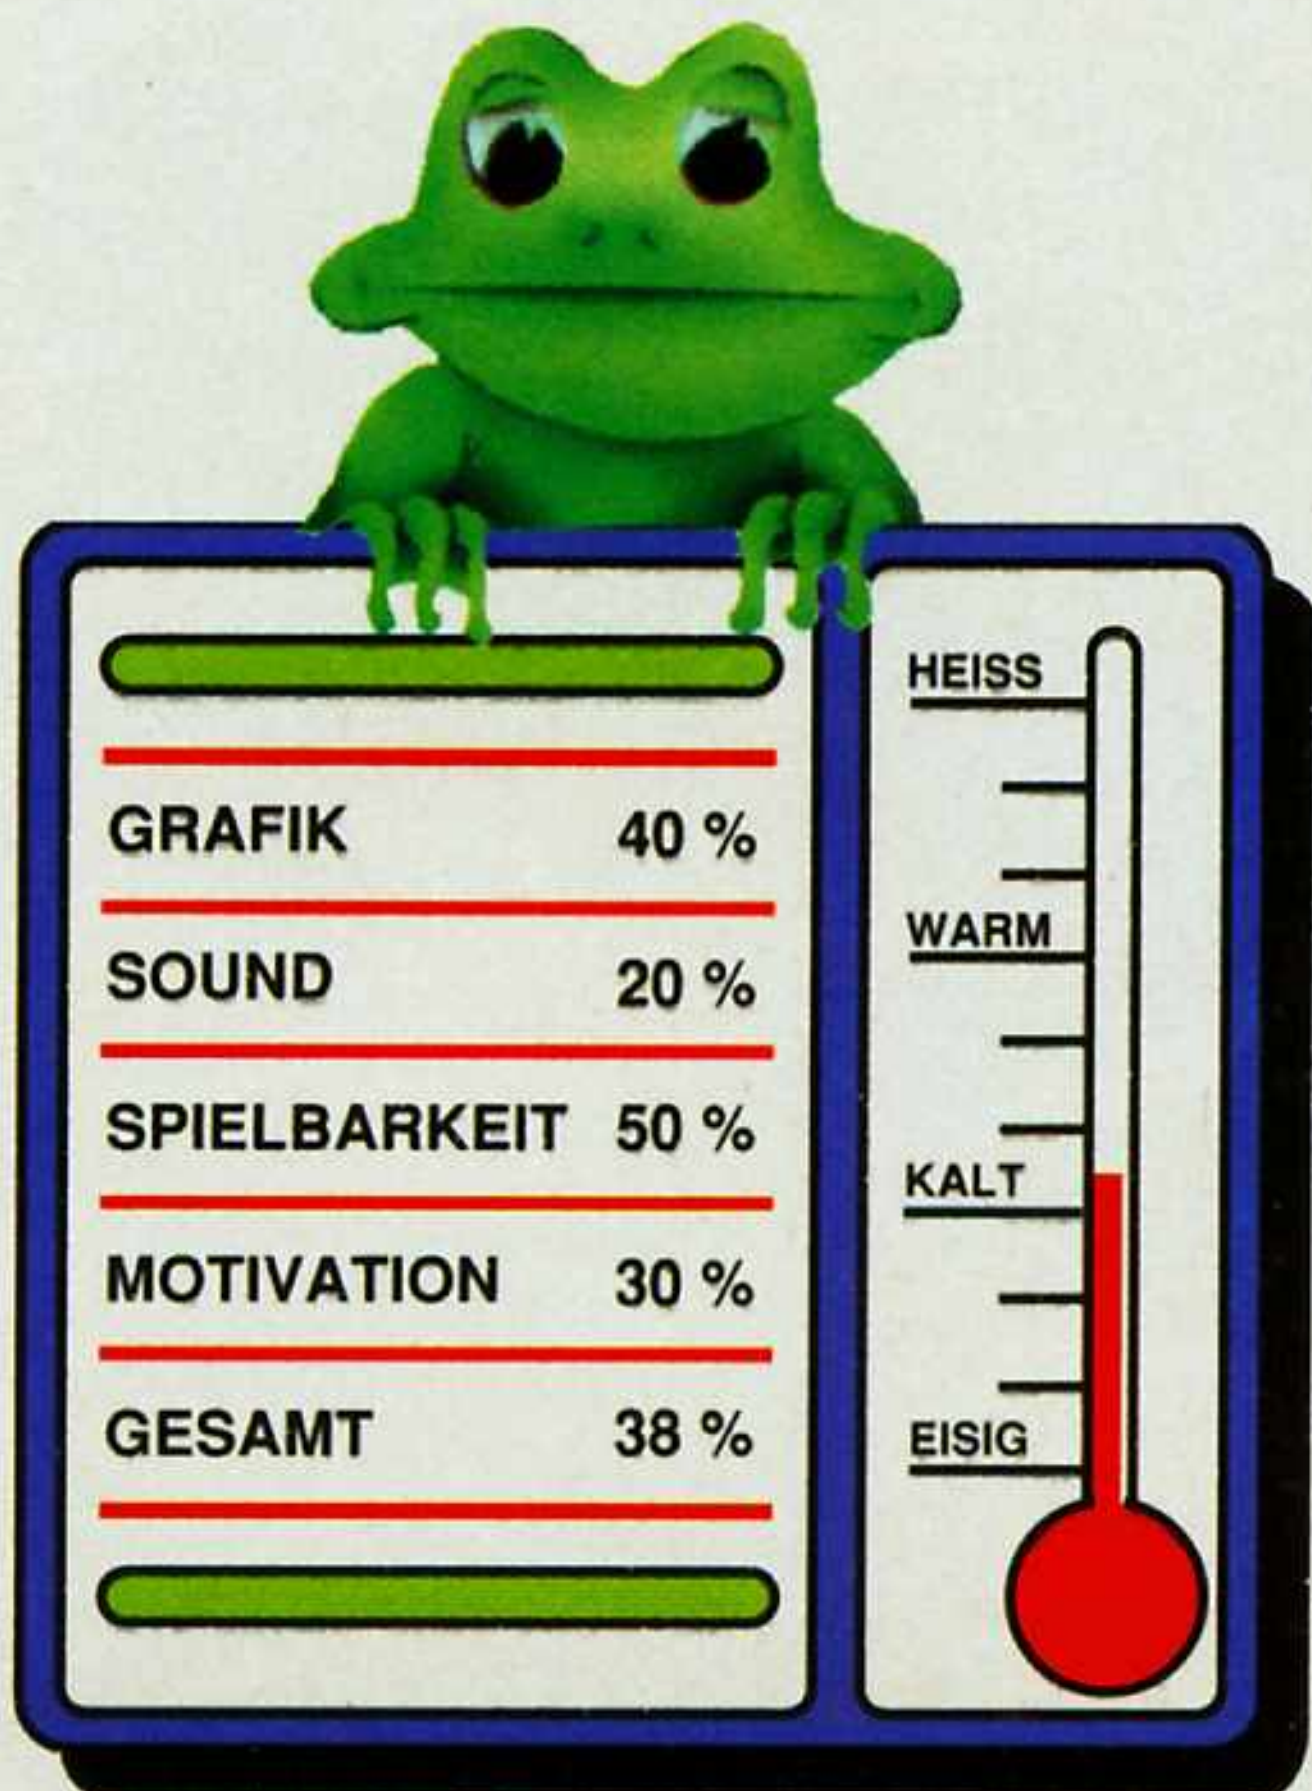 GRAFIK 40 %
SOUND 20 %
SPIELBARKEIT 50 %
MOTIVATION 30 %
GESAMT 38 %
HEISS
WARM
KALT
EISIG